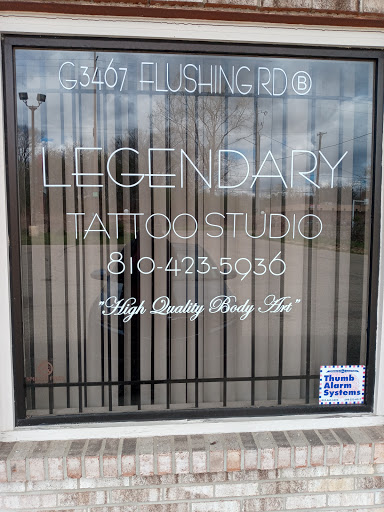 G3467 FLUSHING RD Ⓑ
LEGENDARY
TATTOO STUDIO
810-423-5936
"High Quality Body Art"
Thumb
Alarm
Systems